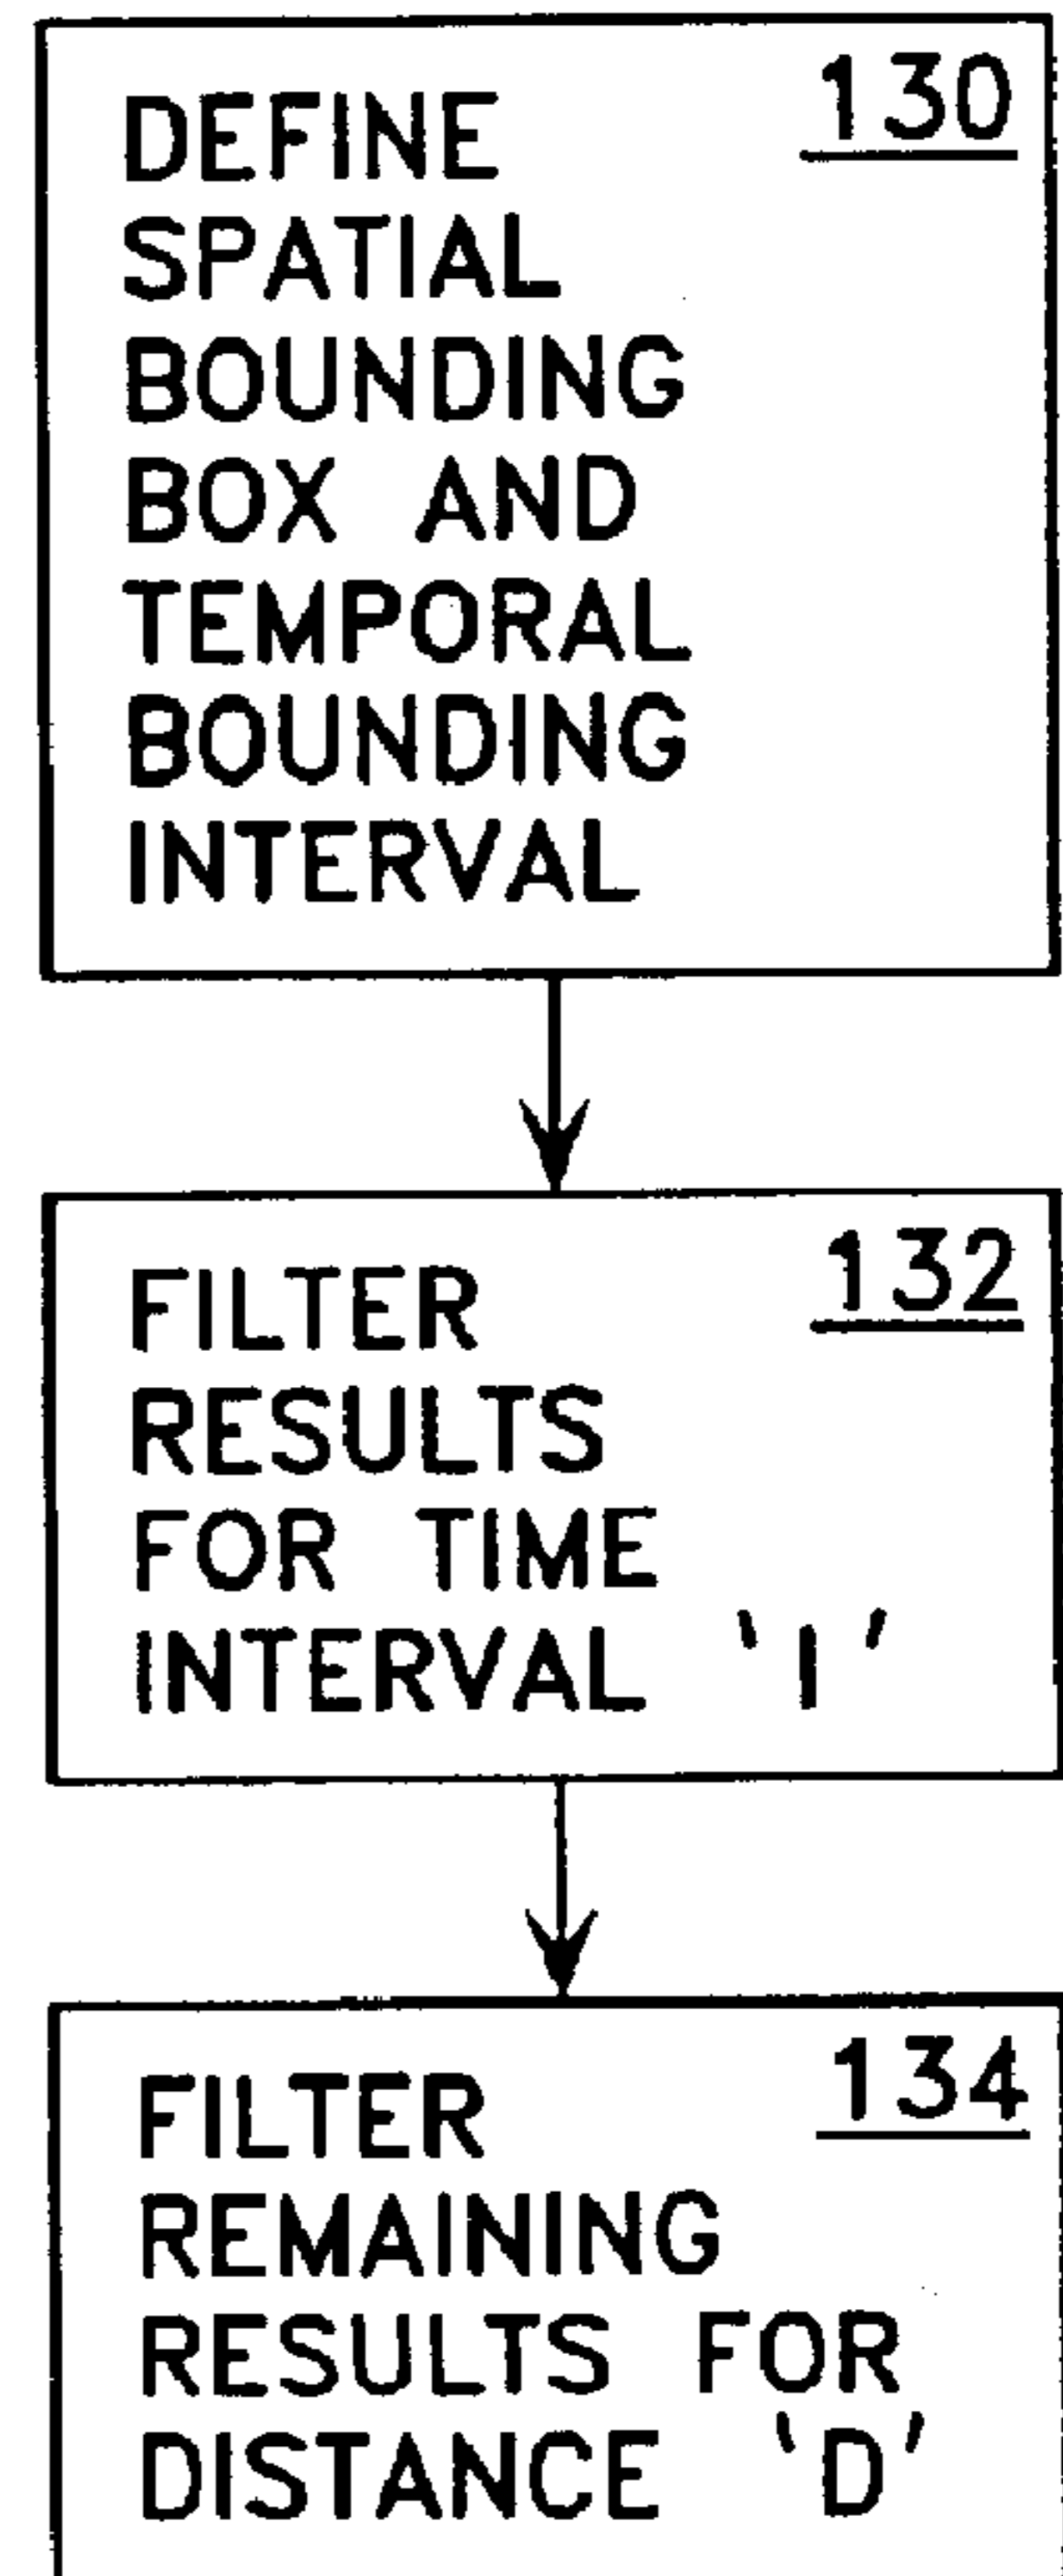 130
DEFINE
SPATIAL
BOUNDING
BOX AND
TEMPORAL
BOUNDING
INTERVAL
132
FILTER
RESULTS
FOR TIME
INTERVAL 'I'
134
FILTER
REMAINING
RESULTS FOR
DISTANCE 'D'